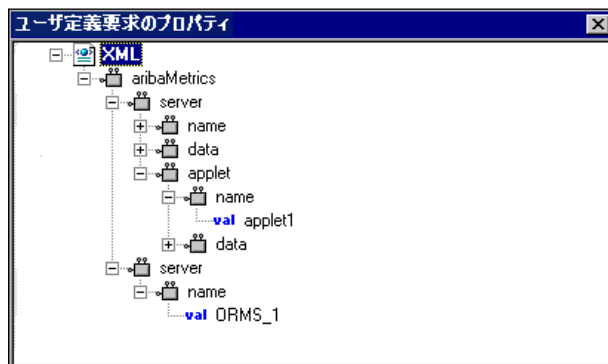 ユーザ定義要求のプロパティ
XML
aribaMetrics
server
name
data
applet
name
val applet1
data
server
name
val ORMS_1